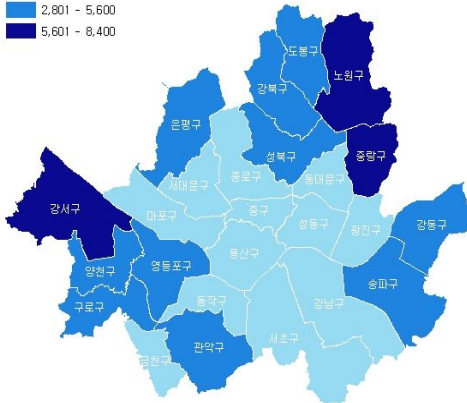 2,801 - 5,600
5,601 - 8,400
도봉구
노원구
강북구
은평구
성북구
중랑구
종로구
동대문구
서대문구
강서구
마포구
중구
성동구
광진구
강동구
용산구
양천구
영등포구
송파구
구로구
동작구
강남구
서초구
관악구
금천구